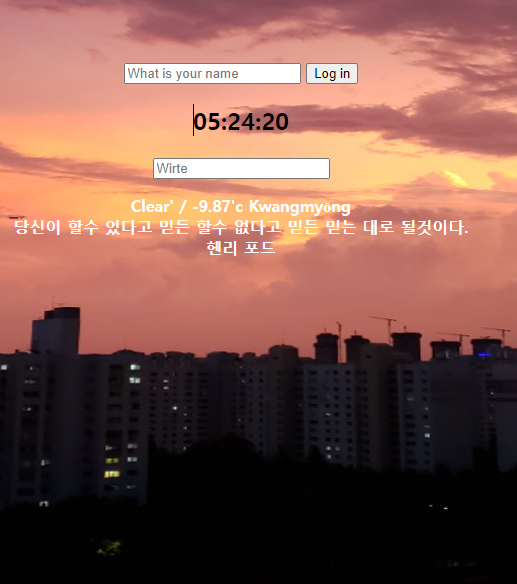 What is your name Log in
05:24:20
Wirte
Clear' / -9.87'c Kwangmyŏng
당신이 할수 있다고 믿든 할수 없다고 믿든 믿는 대로 될것이다.
헨리 포드